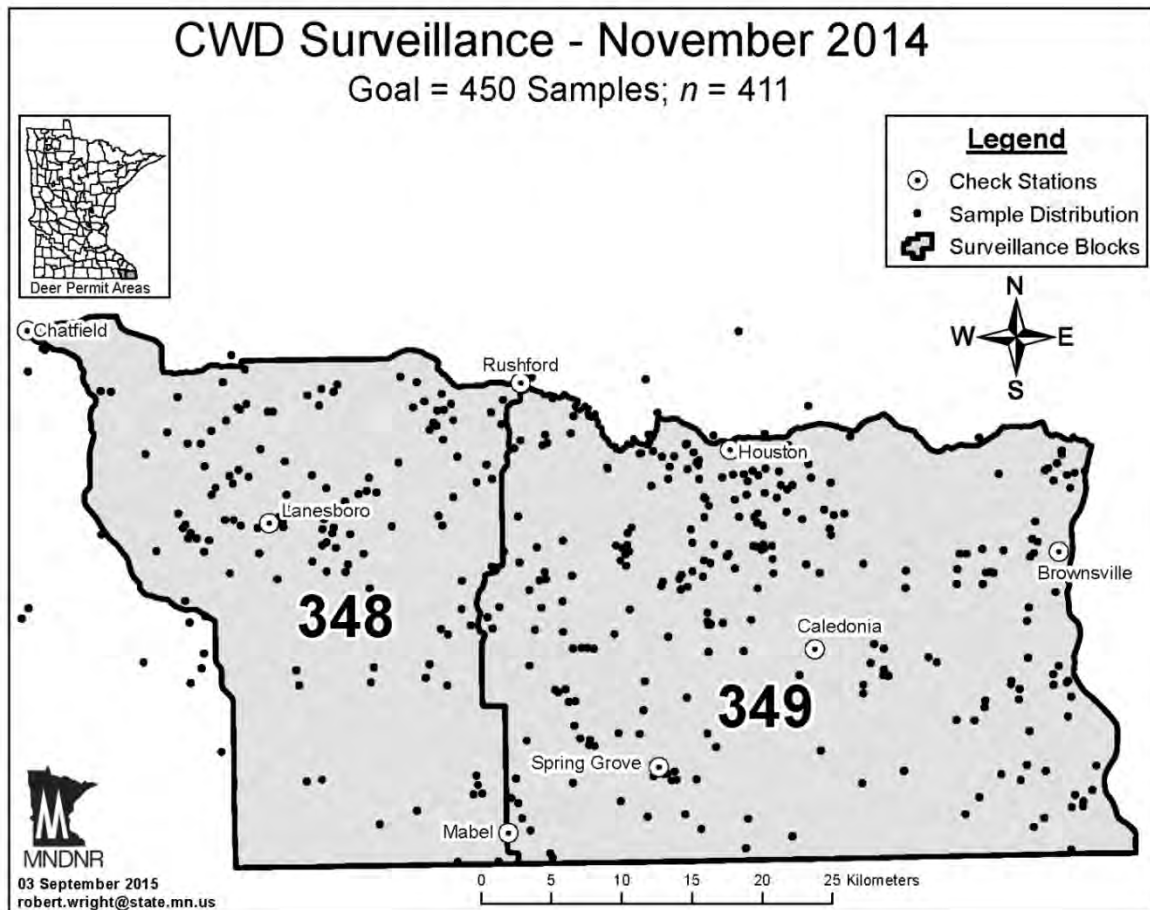 CWD Surveillance - November 2014
Goal = 450 Samples; n = 411
Deer Permit Areas
Legend
Check Stations
Sample Distribution
Surveillance Blocks
N
W E
S
Chatfield
Rushford
Houston
Lanesboro
Brownsville
348
Caledonia
349
Spring Grove
Mabel
MNDNR
03 September 2015
robert.wright@state.mn.us
0 5 10 15 20 25 Kilometers